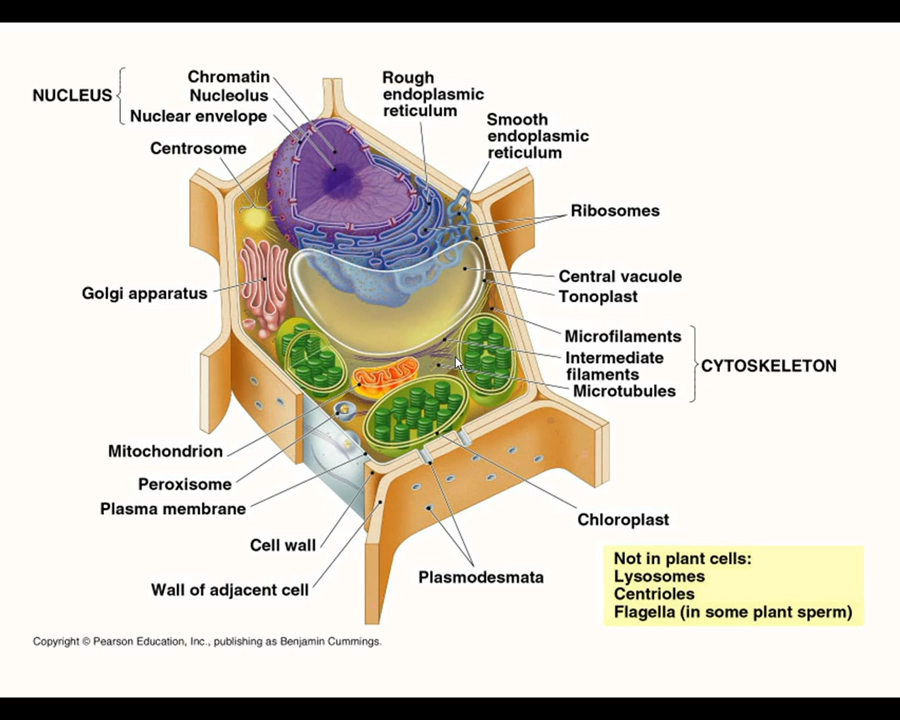 NUCLEUS
Chromatin
Nucleolus
Nuclear envelope
Centrosome
Rough
endoplasmic
reticulum
Smooth
endoplasmic
reticulum
Ribosomes
Central vacuole
Tonoplast
Golgi apparatus
Microfilaments
Intermediate
filaments
Microtubules
CYTOSKELETON
Mitochondrion
Peroxisome
Plasma membrane
Cell wall
Wall of adjacent cell
Chloroplast
Plasmodesmata
Not in plant cells:
Lysosomes
Centrioles
Flagella (in some plant sperm)
Copyright © Pearson Education, Inc., publishing as Benjamin Cummings.